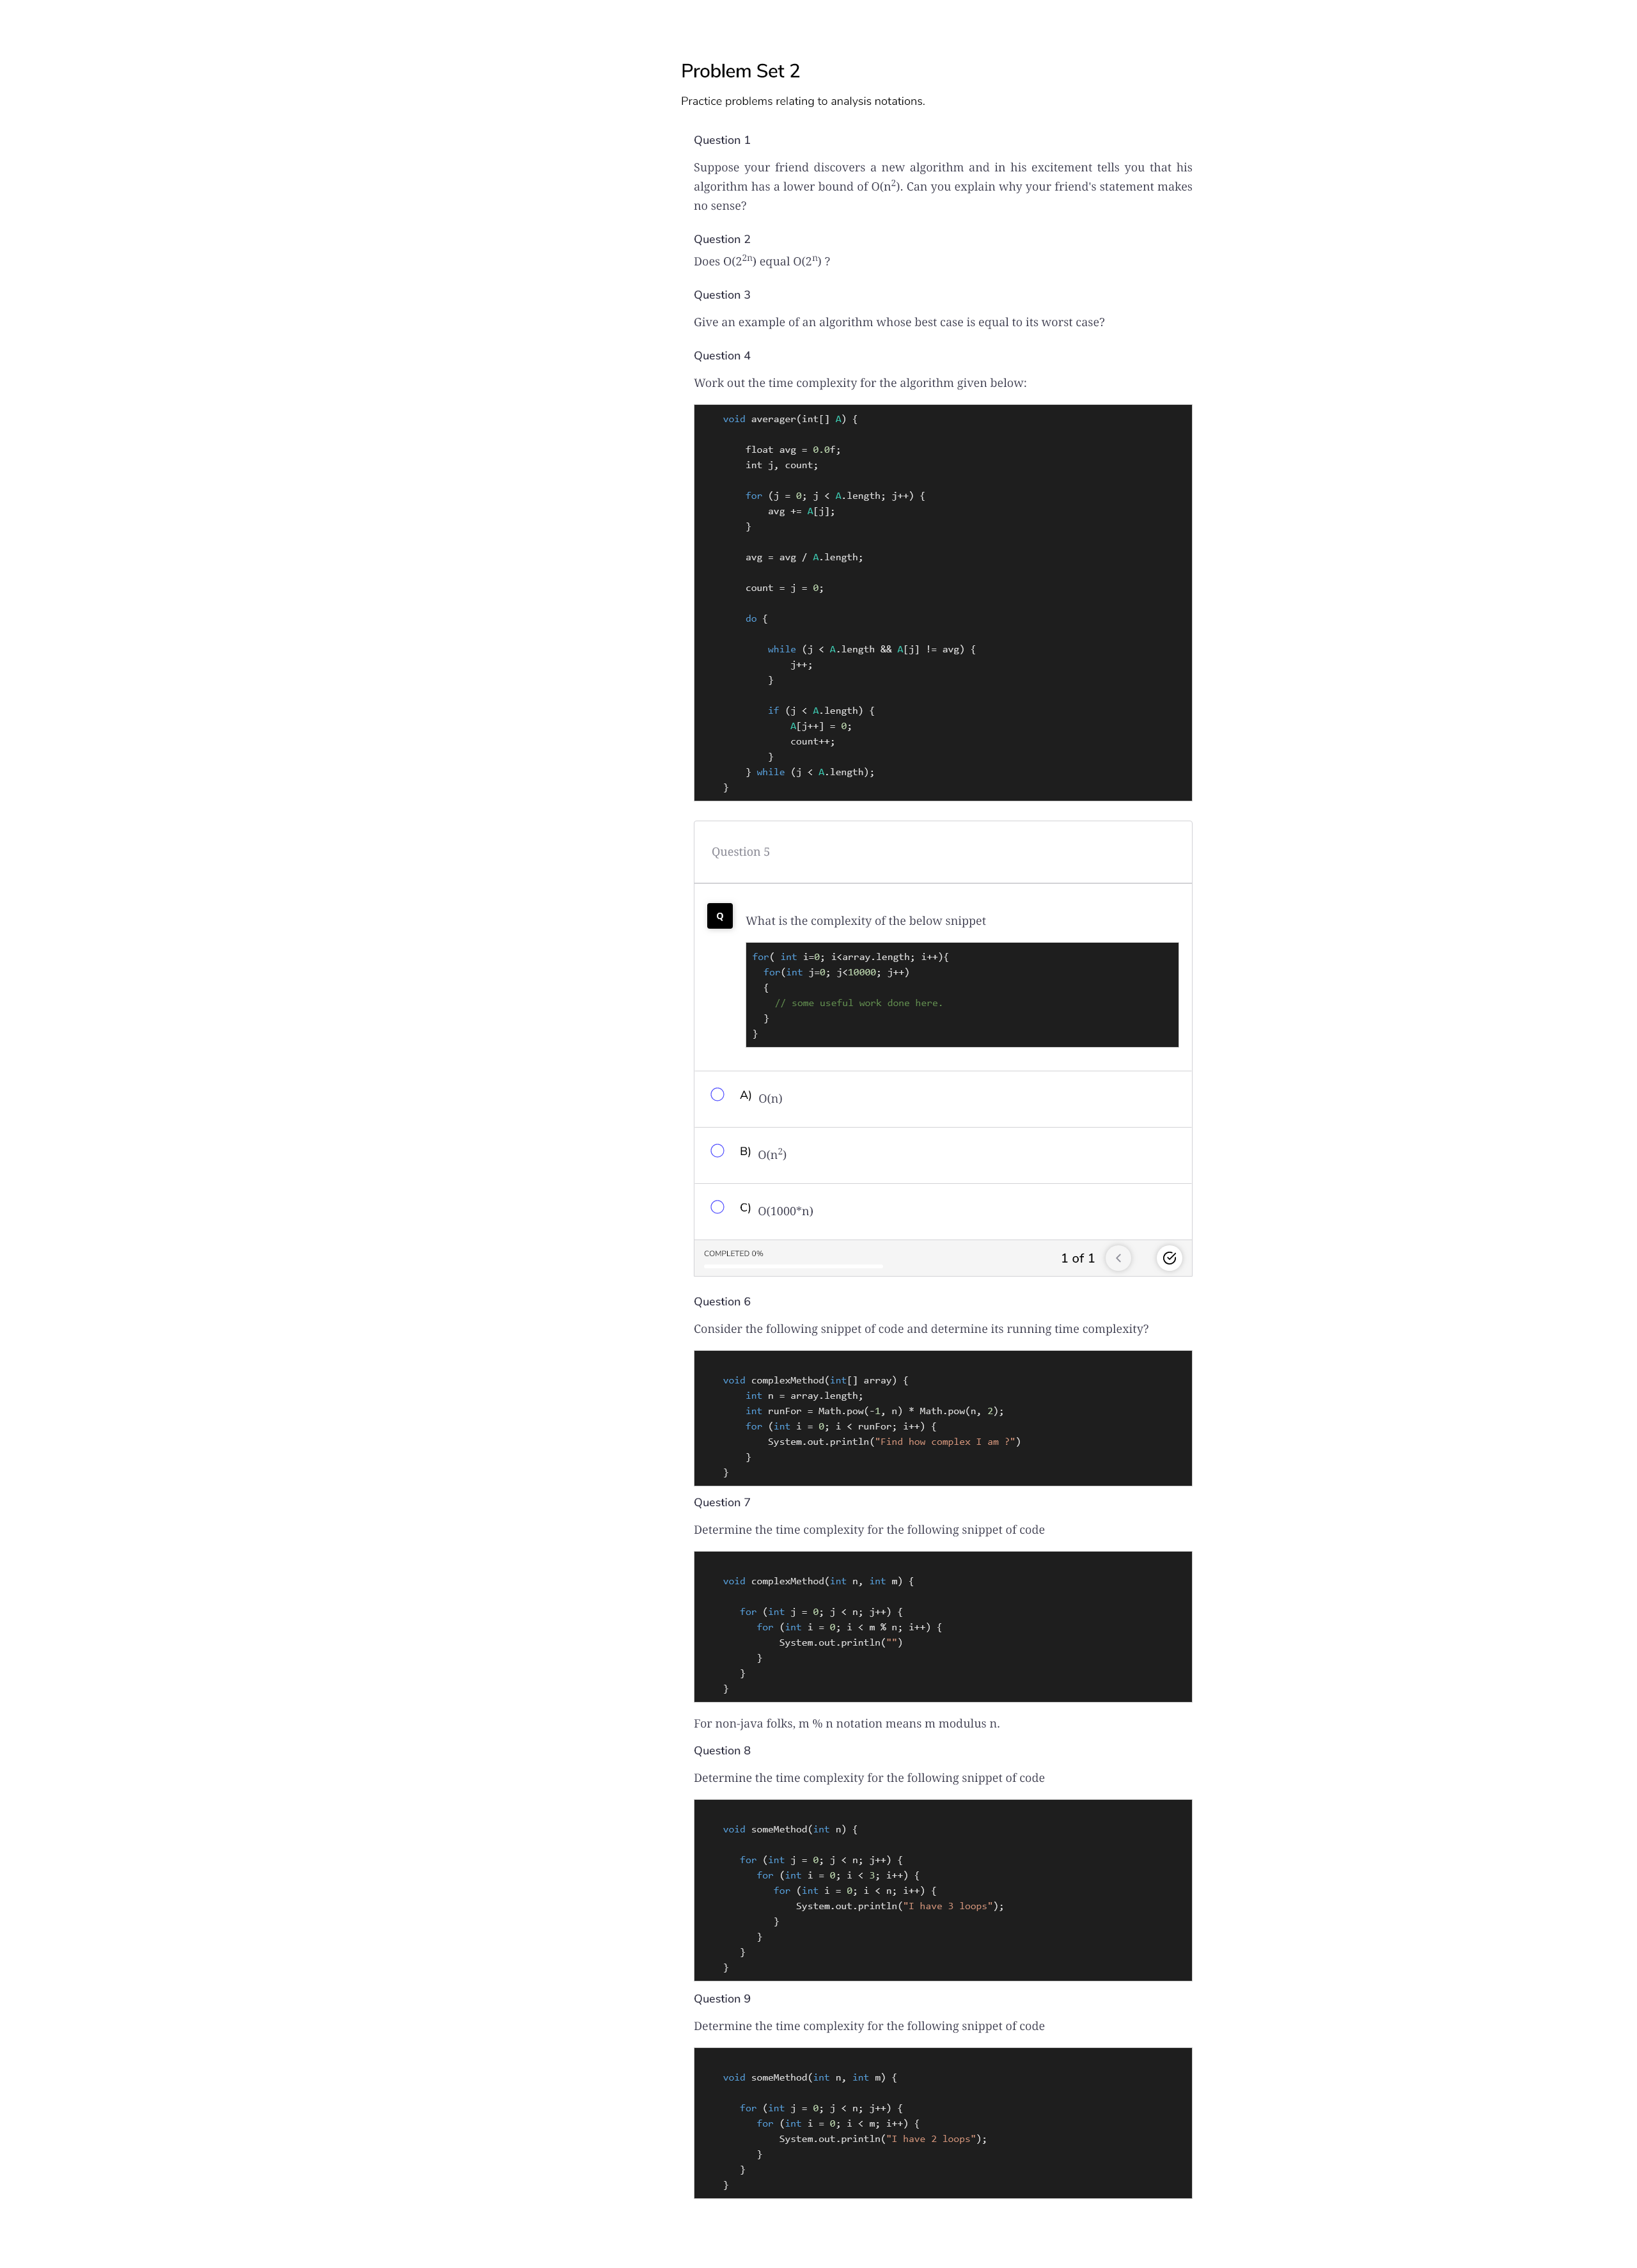 Problem Set 2
Practice problems relating to analysis notations.
Question 1
Suppose your friend discovers a new algorithm and in his excitement tells you that his
algorithm has a lower bound of O(n²). Can you explain why your friend's statement makes
no sense?
Question 2
Does O(2²ⁿ) equal O(2ⁿ) ?
Question 3
Give an example of an algorithm whose best case is equal to its worst case?
Question 4
Work out the time complexity for the algorithm given below:
void averager(int[] A) {
float avg = 0.0f;
int j, count;
for (j = 0; j < A.length; j++) {
avg += A[j];
}
avg = avg / A.length;
count = j = 0;
do {
while (j < A.length && A[j] != avg) {
j++;
}
if (j < A.length) {
A[j++] = 0;
count++;
}
} while (j < A.length);
}
Question 5
Q
What is the complexity of the below snippet
for( int i=0; i<array.length; i++){
for(int j=0; j<10000; j++)
{
// some useful work done here.
}
}
A) O(n)
B) O(n²)
C) O(1000*n)
COMPLETED 0%
1 of 1
Question 6
Consider the following snippet of code and determine its running time complexity?
void complexMethod(int[] array) {
int n = array.length;
int runFor = Math.pow(-1, n) * Math.pow(n, 2);
for (int i = 0; i < runFor; i++) {
System.out.println("Find how complex I am ?")
}
}
Question 7
Determine the time complexity for the following snippet of code
void complexMethod(int n, int m) {
for (int j = 0; j < n; j++) {
for (int i = 0; i < m % n; i++) {
System.out.println("")
}
}
}
For non-java folks, m % n notation means m modulus n.
Question 8
Determine the time complexity for the following snippet of code
void someMethod(int n) {
for (int j = 0; j < n; j++) {
for (int i = 0; i < 3; i++) {
for (int i = 0; i < n; i++) {
System.out.println("I have 3 loops");
}
}
}
}
Question 9
Determine the time complexity for the following snippet of code
void someMethod(int n, int m) {
for (int j = 0; j < n; j++) {
for (int i = 0; i < m; i++) {
System.out.println("I have 2 loops");
}
}
}